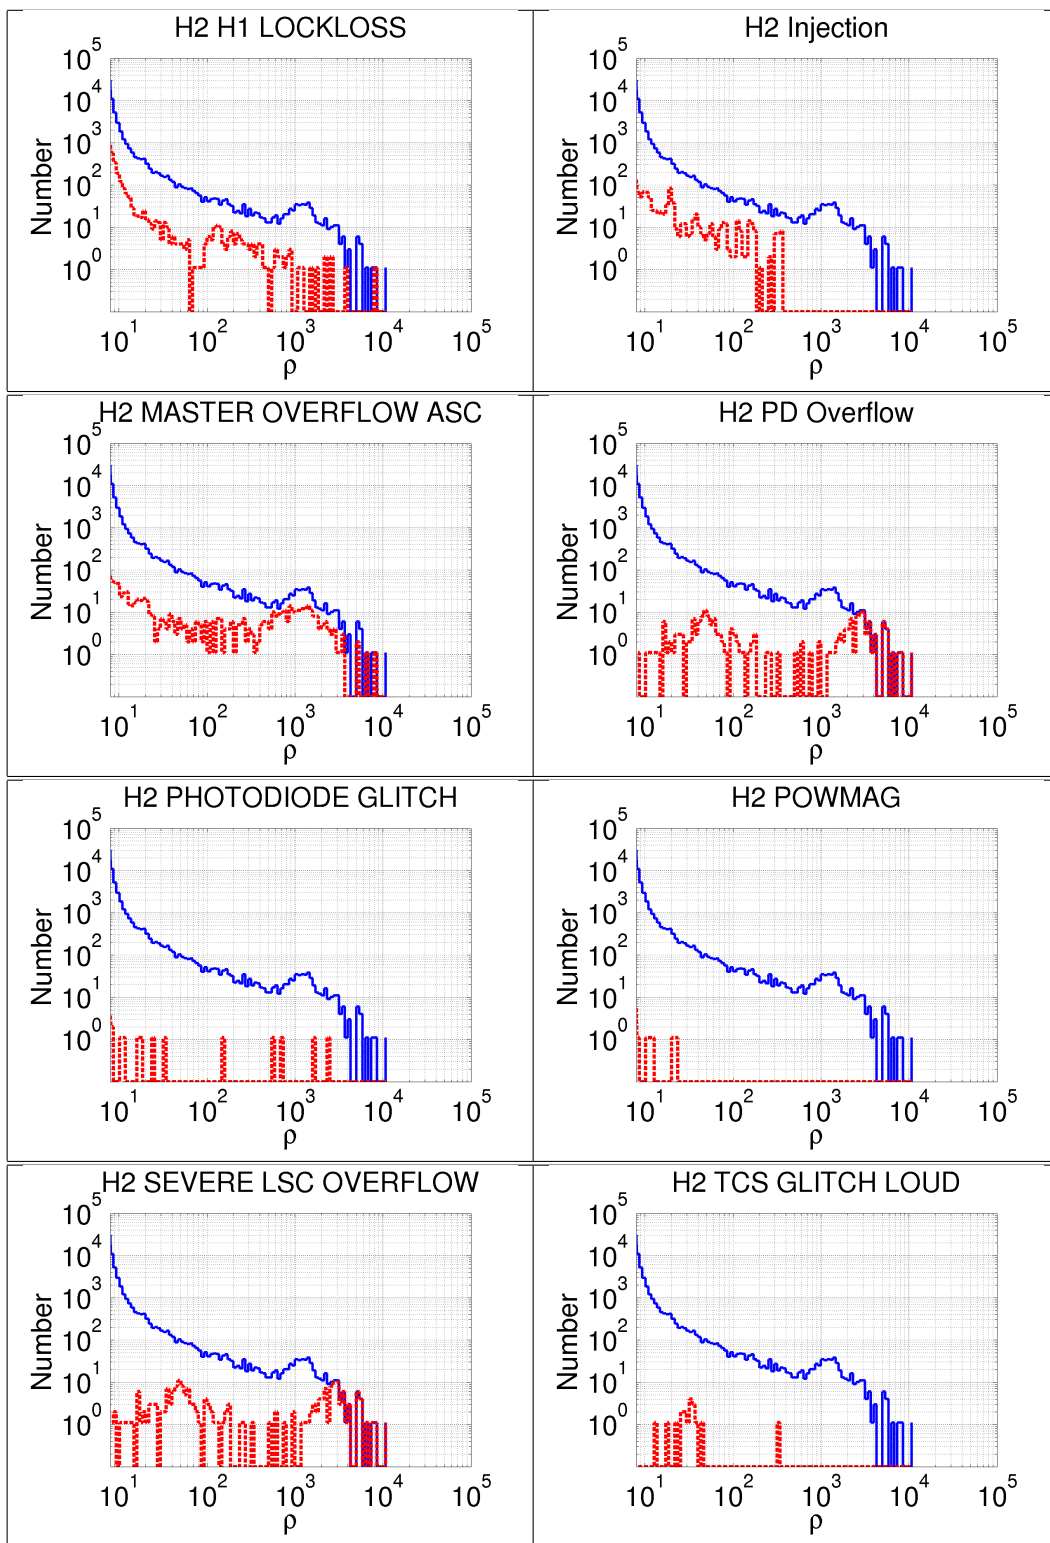 H2 H1 LOCKLOSS
10^5
10^4
10^3
10^2
10^1
10^0
Number
10^1 10^2 10^3 10^4 10^5
ρ
H2 Injection
10^5
10^4
10^3
10^2
10^1
10^0
Number
10^1 10^2 10^3 10^4 10^5
ρ
H2 MASTER OVERFLOW ASC
10^5
10^4
10^3
10^2
10^1
10^0
Number
10^1 10^2 10^3 10^4 10^5
ρ
H2 PD Overflow
10^5
10^4
10^3
10^2
10^1
10^0
Number
10^1 10^2 10^3 10^4 10^5
ρ
H2 PHOTODIODE GLITCH
10^5
10^4
10^3
10^2
10^1
10^0
Number
10^1 10^2 10^3 10^4 10^5
ρ
H2 POWMAG
10^5
10^4
10^3
10^2
10^1
10^0
Number
10^1 10^2 10^3 10^4 10^5
ρ
H2 SEVERE LSC OVERFLOW
10^5
10^4
10^3
10^2
10^1
10^0
Number
10^1 10^2 10^3 10^4 10^5
ρ
H2 TCS GLITCH LOUD
10^5
10^4
10^3
10^2
10^1
10^0
Number
10^1 10^2 10^3 10^4 10^5
ρ